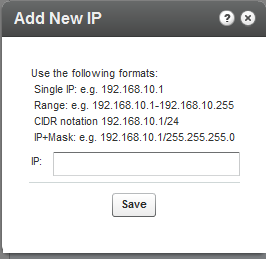 Add New IP ?
Use the following formats:
Single IP: e.g. 192.168.10.1
Range: e.g. 192.168.10.1-192.168.10.255
CIDR notation 192.168.10.1/24
IP+Mask: e.g. 192.168.10.1/255.255.255.0
IP:
Save